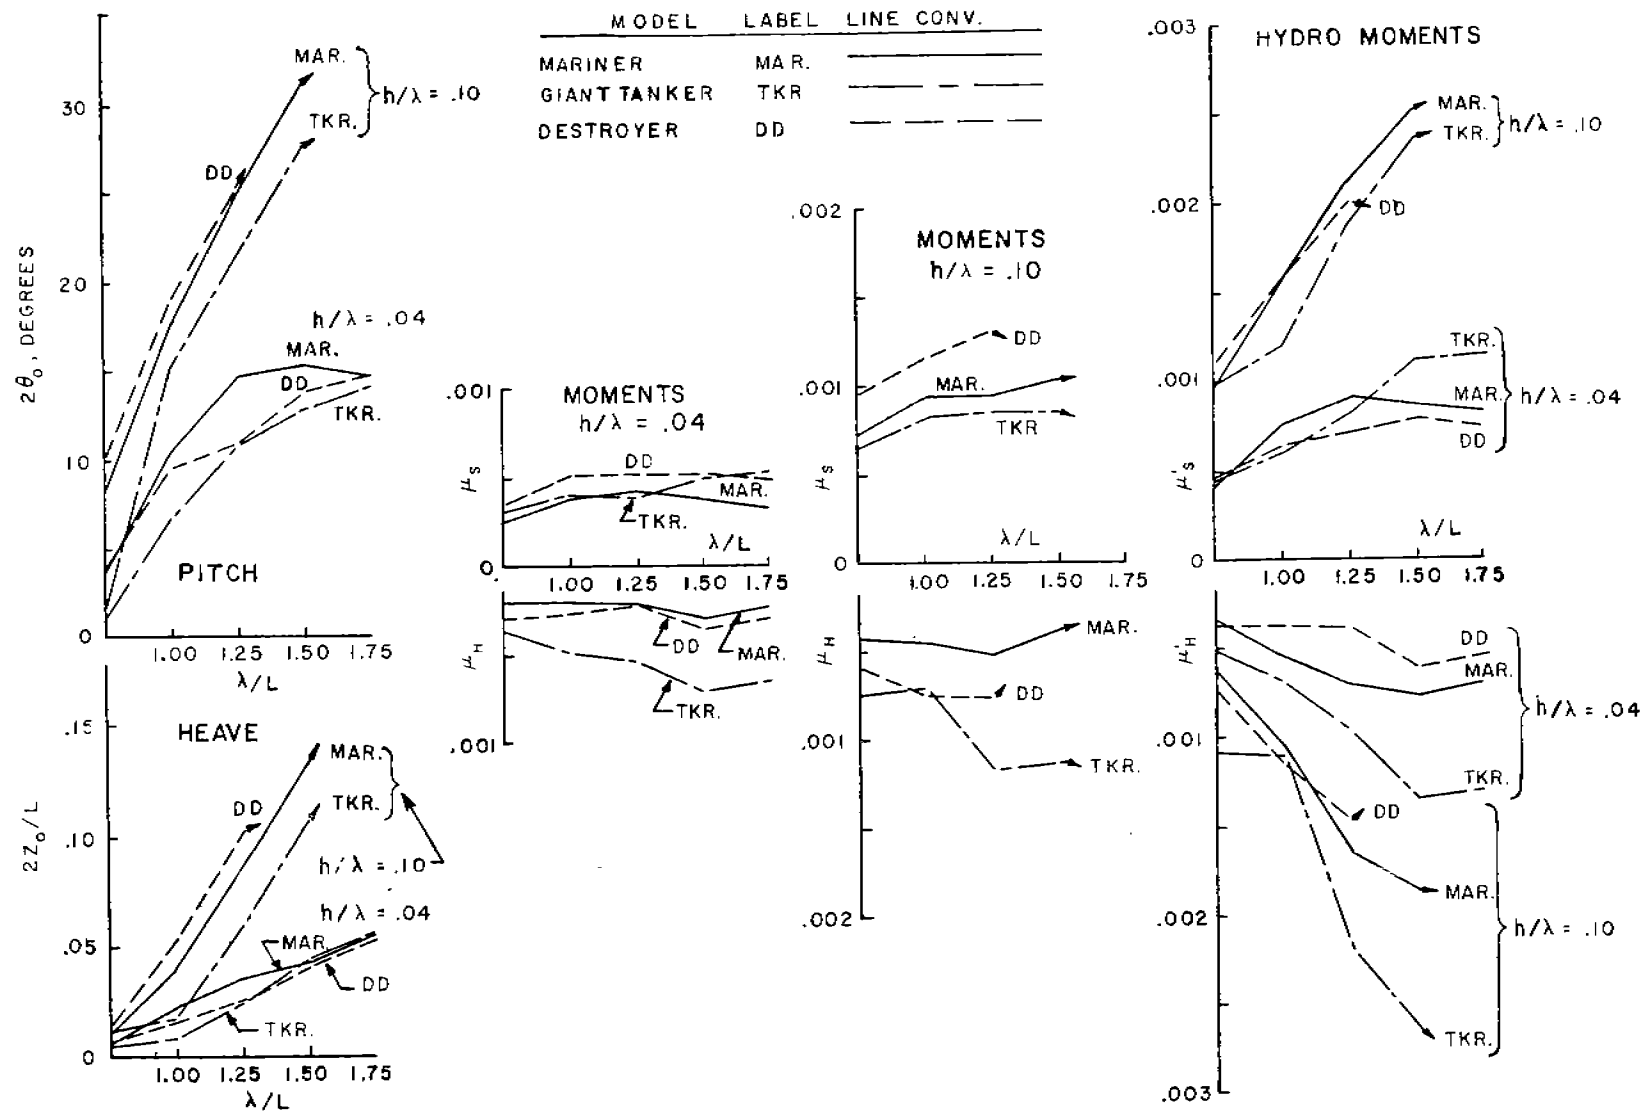 MODEL LABEL LINE CONV.
MARINER MAR.
GIANT TANKER TKR
DESTROYER DD
2θ₀, DEGREES
30
20
10
0
MAR.
TKR.
h/λ = .10
DD
h/λ = .04
MAR.
DD
TKR.
PITCH
1.00 1.25 1.50 1.75
λ/L
2Z₀/L
.15
.10
.05
0
HEAVE
MAR.
DD
TKR.
h/λ = .10
h/λ = .04
MAR.
DD
TKR.
1.00 1.25 1.50 1.75
λ/L
MOMENTS
h/λ = .04
.001
μS
DD
MAR.
TKR.
λ/L
0
1.00 1.25 1.50 1.75
μH
DD
MAR.
TKR.
.001
.002
MOMENTS
h/λ = .10
DD
.001
MAR.
TKR
μS
λ/L
0
1.00 1.25 1.50 1.75
μH
MAR.
DD
.001
TKR.
.002
.003
HYDRO MOMENTS
MAR.
TKR.
h/λ = .10
.002
DD
TKR.
.001
MAR.
h/λ = .04
DD
μ'S
λ/L
0
1.00 1.25 1.50 1.75
μ'H
DD
MAR.
h/λ = .04
.001
TKR.
DD
MAR.
.002
h/λ = .10
TKR.
.003